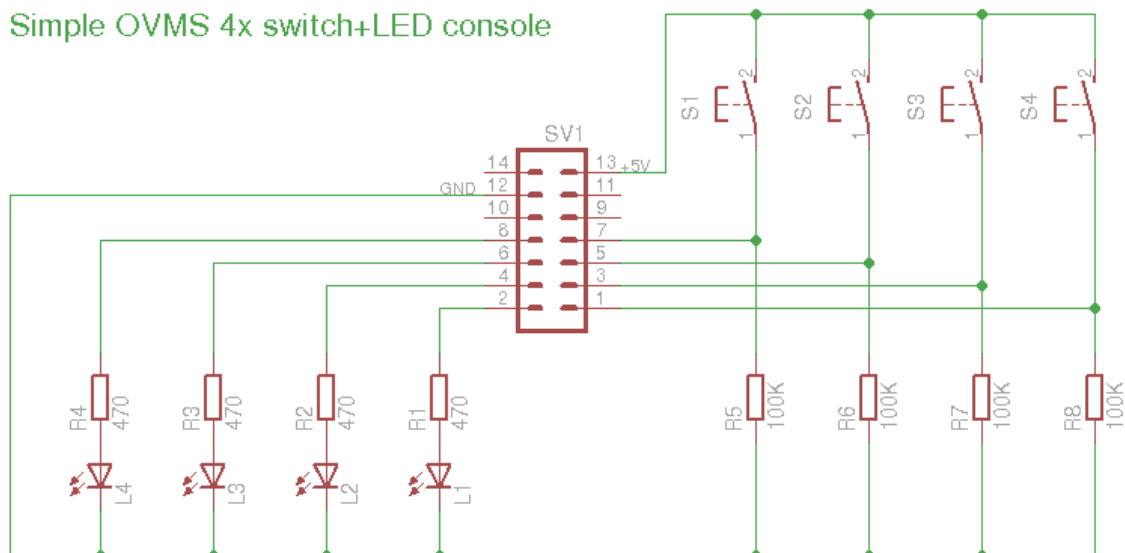 Simple OVMS 4x switch+LED console
S1
2
1
S2
2
1
S3
2
1
S4
2
1
SV1
14
13
+5V
GND
12
11
10
9
8
7
6
5
4
3
2
1
R4
470
R3
470
R2
470
R1
470
R5
100K
R6
100K
R7
100K
R8
100K
L4
L3
L2
L1